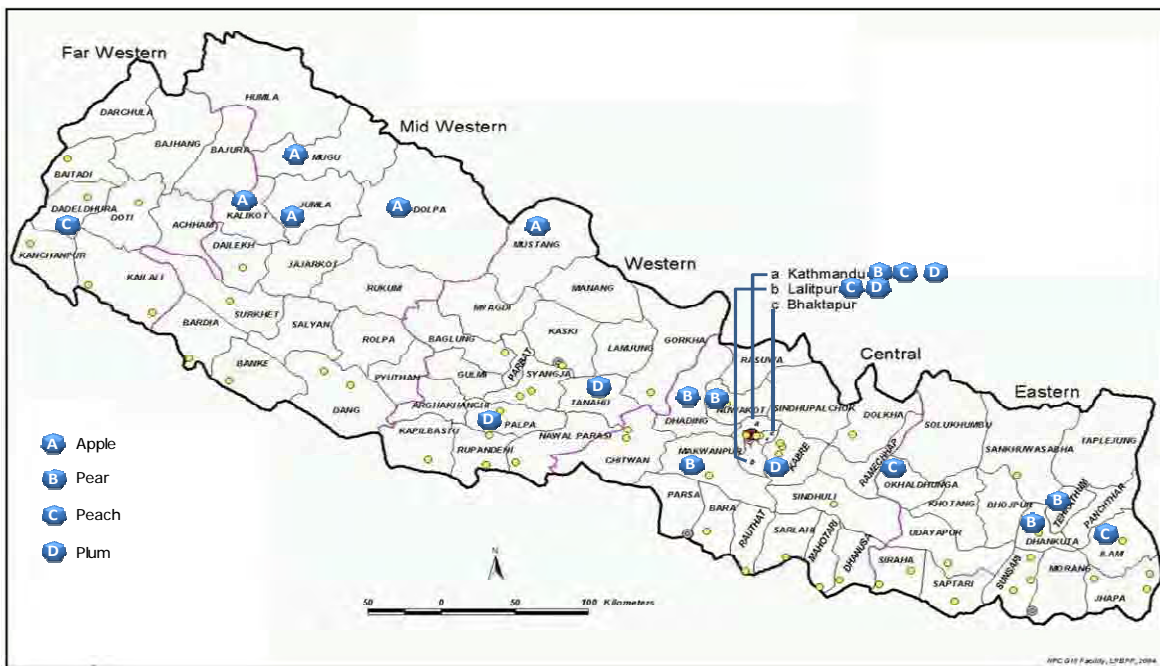 Far Western
HUMLA
DARCHULA
Mid Western
BAJHANG
BAJURA
A
MUGU
BAITADI
A
A
DADELDHURA
DOTI
C
ACHHAM
KALIKOT
JUMLA
A
DOLPA
A
MUSTANG
KANCHANPUR
DAILEKH
JAJARKOT
KAILALI
Western
a Kathmandu B C D
b Lalitpur C D
c Bhaktapur
RUKUM
MANANG
MYAGDI
BARDIA
SURKHET
SALYAN
ROLPA
BAGLUNG
KASKI
LAMJUNG
GORKHA
RASUWA
Central
BANKE
PYUTHAN
GULMI
PARBAT
SYANGJA
Eastern
DANG
ARGHAKHANCHI
D
TANAHU
B
B
NUWAKOT
SINDHUPALCHOK
DOLKHA
SOLUKHUMBU
TAPLEJUNG
KAPILBASTU
D
PALPA
DHADING
RUPANDEHI
NAWAL PARASI
CHITWAN
MAKWANPUR
B
D
KABRE
RAMECHHAP
C
OKHALDHUNGA
SANKHUWASABHA
PARSA
BARA
RAUTHAT
SARLAHI
SINDHULI
MAHOTARI
DHANUSA
KHOTANG
BHOJPUR
B
TERHATHUM
PANCHTHAR
B
DHANKUTA
C
ILAM
UDAYAPUR
SIRAHA
SAPTARI
SUNSARI
MORANG
JHAPA
A Apple
B Pear
C Peach
D Plum
N
50 0 50 100 Kilometers